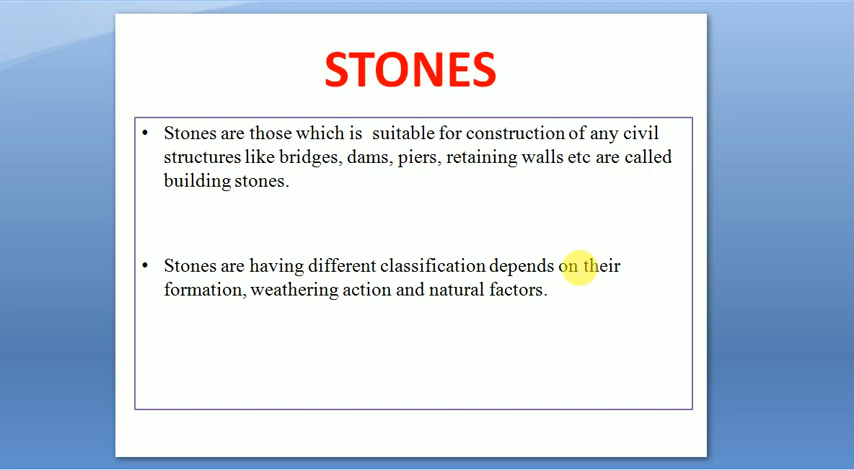 STONES
• Stones are those which is suitable for construction of any civil
structures like bridges, dams, piers, retaining walls etc are called
building stones.
• Stones are having different classification depends on their
formation, weathering action and natural factors.